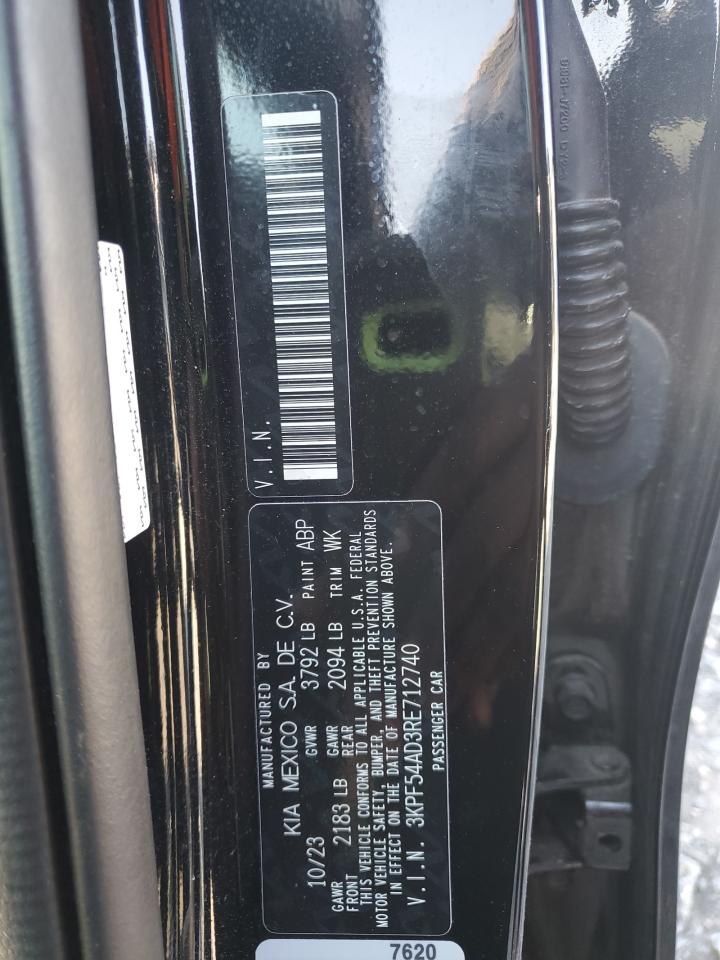 V.I.N.
MANUFACTURED BY
KIA MEXICO S.A. DE C.V.
10/23 GVWR 3792 LB PAINT ABP
GAWR FRONT 2183 LB GAWR REAR 2094 LB TRIM WK
THIS VEHICLE CONFORMS TO ALL APPLICABLE U.S.A. FEDERAL
MOTOR VEHICLE SAFETY, BUMPER, AND THEFT PREVENTION STANDARDS
IN EFFECT ON THE DATE OF MANUFACTURE SHOWN ABOVE.
V.I.N. 3KPF54AD3RE712740
PASSENGER CAR
7620